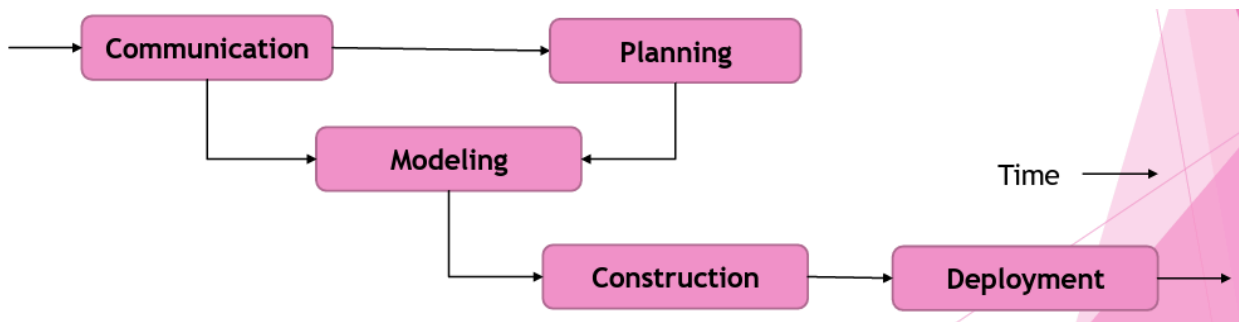 Communication
Planning
Modeling
Time
Construction
Deployment